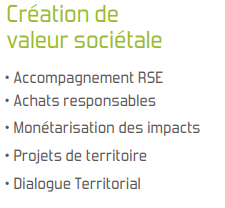 Création de
valeur sociétale
• Accompagnement RSE
• Achats responsables
• Monétarisation des impacts
• Projets de territoire
• Dialogue Territorial